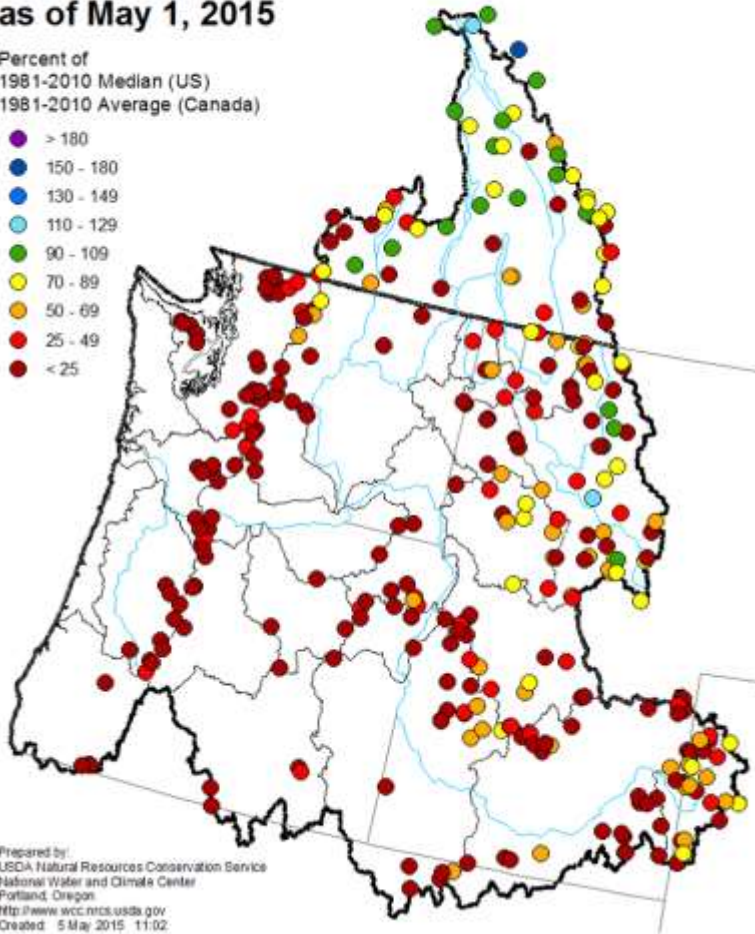 as of May 1, 2015
Percent of
1981-2010 Median (US)
1981-2010 Average (Canada)
> 180
150 - 180
130 - 149
110 - 129
90 - 109
70 - 89
50 - 69
25 - 49
< 25
Prepared by:
USDA Natural Resources Conservation Service
National Water and Climate Center
Portland, Oregon
http://www.wcc.nrcs.usda.gov
Created: 5 May 2015 11:02